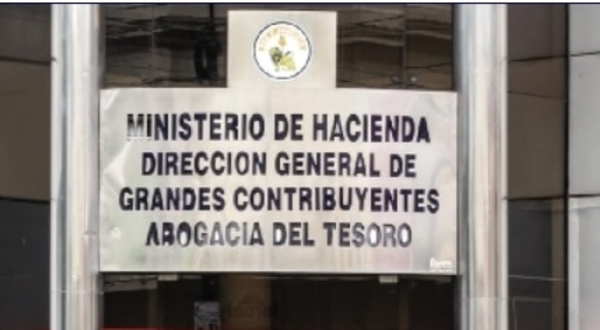 MINISTERIO DE HACIENDA
DIRECCION GENERAL DE
GRANDES CONTRIBUYENTES
ABOGACIA DEL TESORO